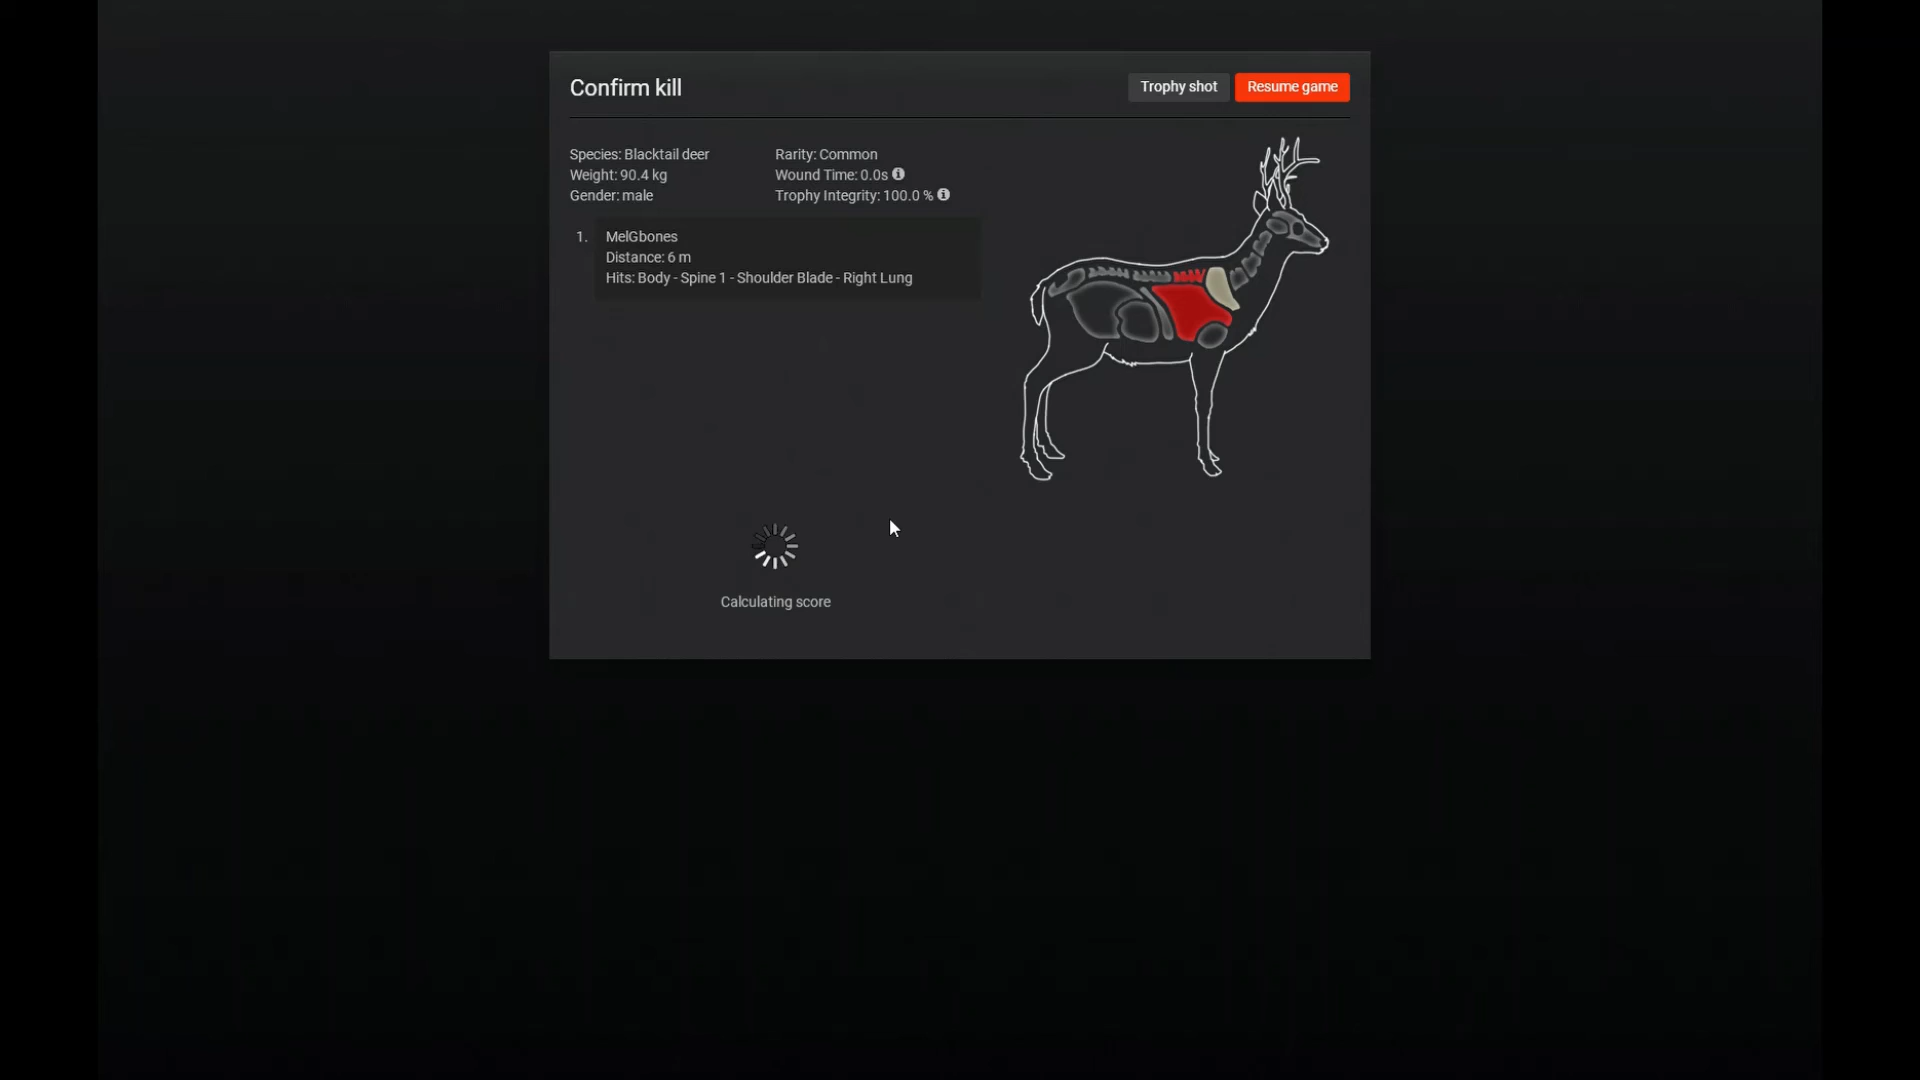 Confirm kill
Trophy shot
Resume game
Species: Blacktail deer
Weight: 90.4 kg
Gender: male
Rarity: Common
Wound Time: 0.0s
Trophy Integrity: 100.0 %
1.
MelGbones
Distance: 6 m
Hits: Body - Spine 1 - Shoulder Blade - Right Lung
Calculating score